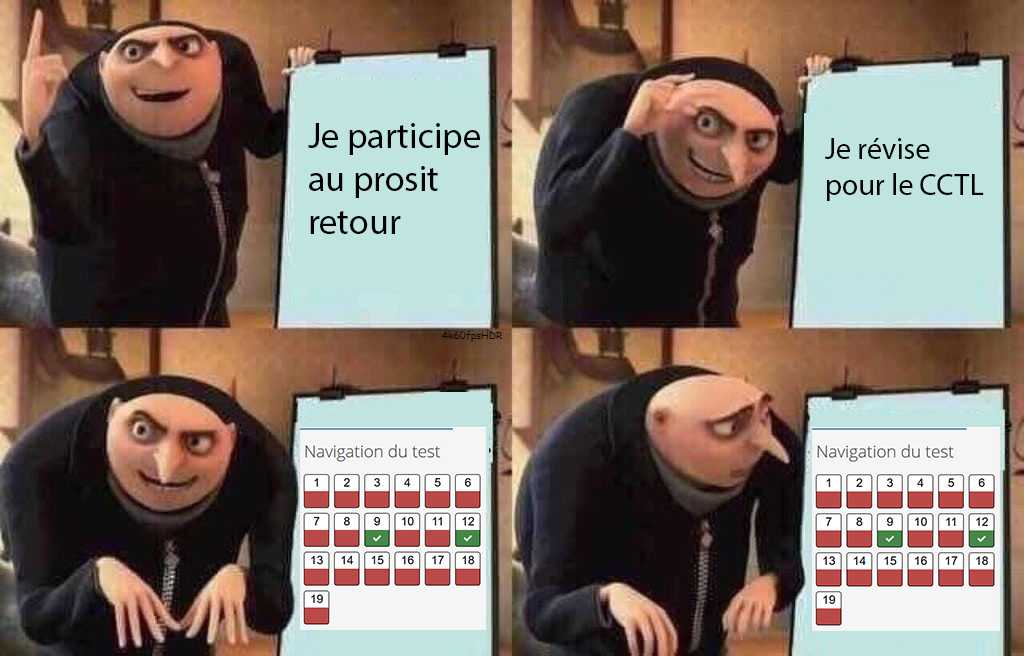 Je participe
au prosit
retour
Je révise
pour le CCTL
4k60fpsHDR
Navigation du test
1 2 3 4 5 6
7 8 9 10 11 12
13 14 15 16 17 18
19
Navigation du test
1 2 3 4 5 6
7 8 9 10 11 12
13 14 15 16 17 18
19